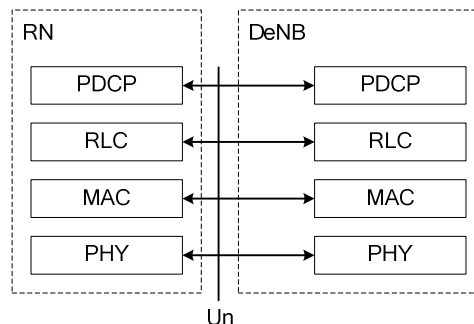 RN DeNB
PDCP PDCP
RLC RLC
MAC MAC
PHY PHY
Un